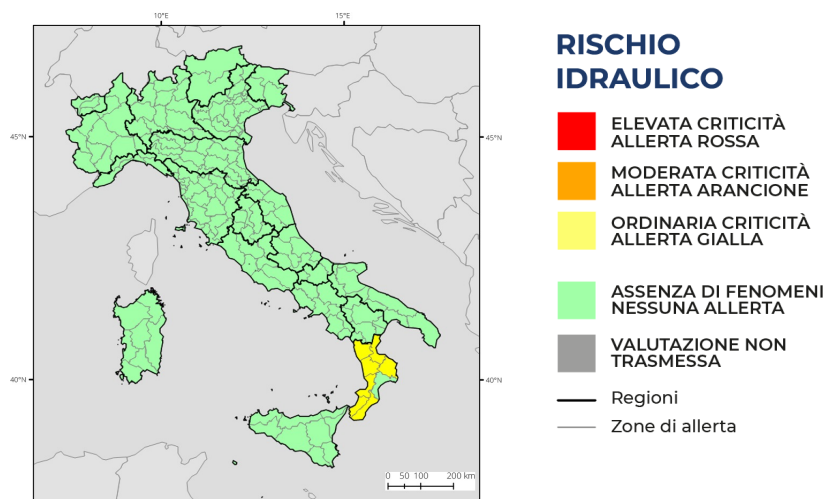 10°E
15°E
45°N
45°N
40°N
40°N
0 50 100 200 km
RISCHIO
IDRAULICO
ELEVATA CRITICITÀ
ALLERTA ROSSA
MODERATA CRITICITÀ
ALLERTA ARANCIONE
ORDINARIA CRITICITÀ
ALLERTA GIALLA
ASSENZA DI FENOMENI
NESSUNA ALLERTA
VALUTAZIONE NON
TRASMESSA
Regioni
Zone di allerta